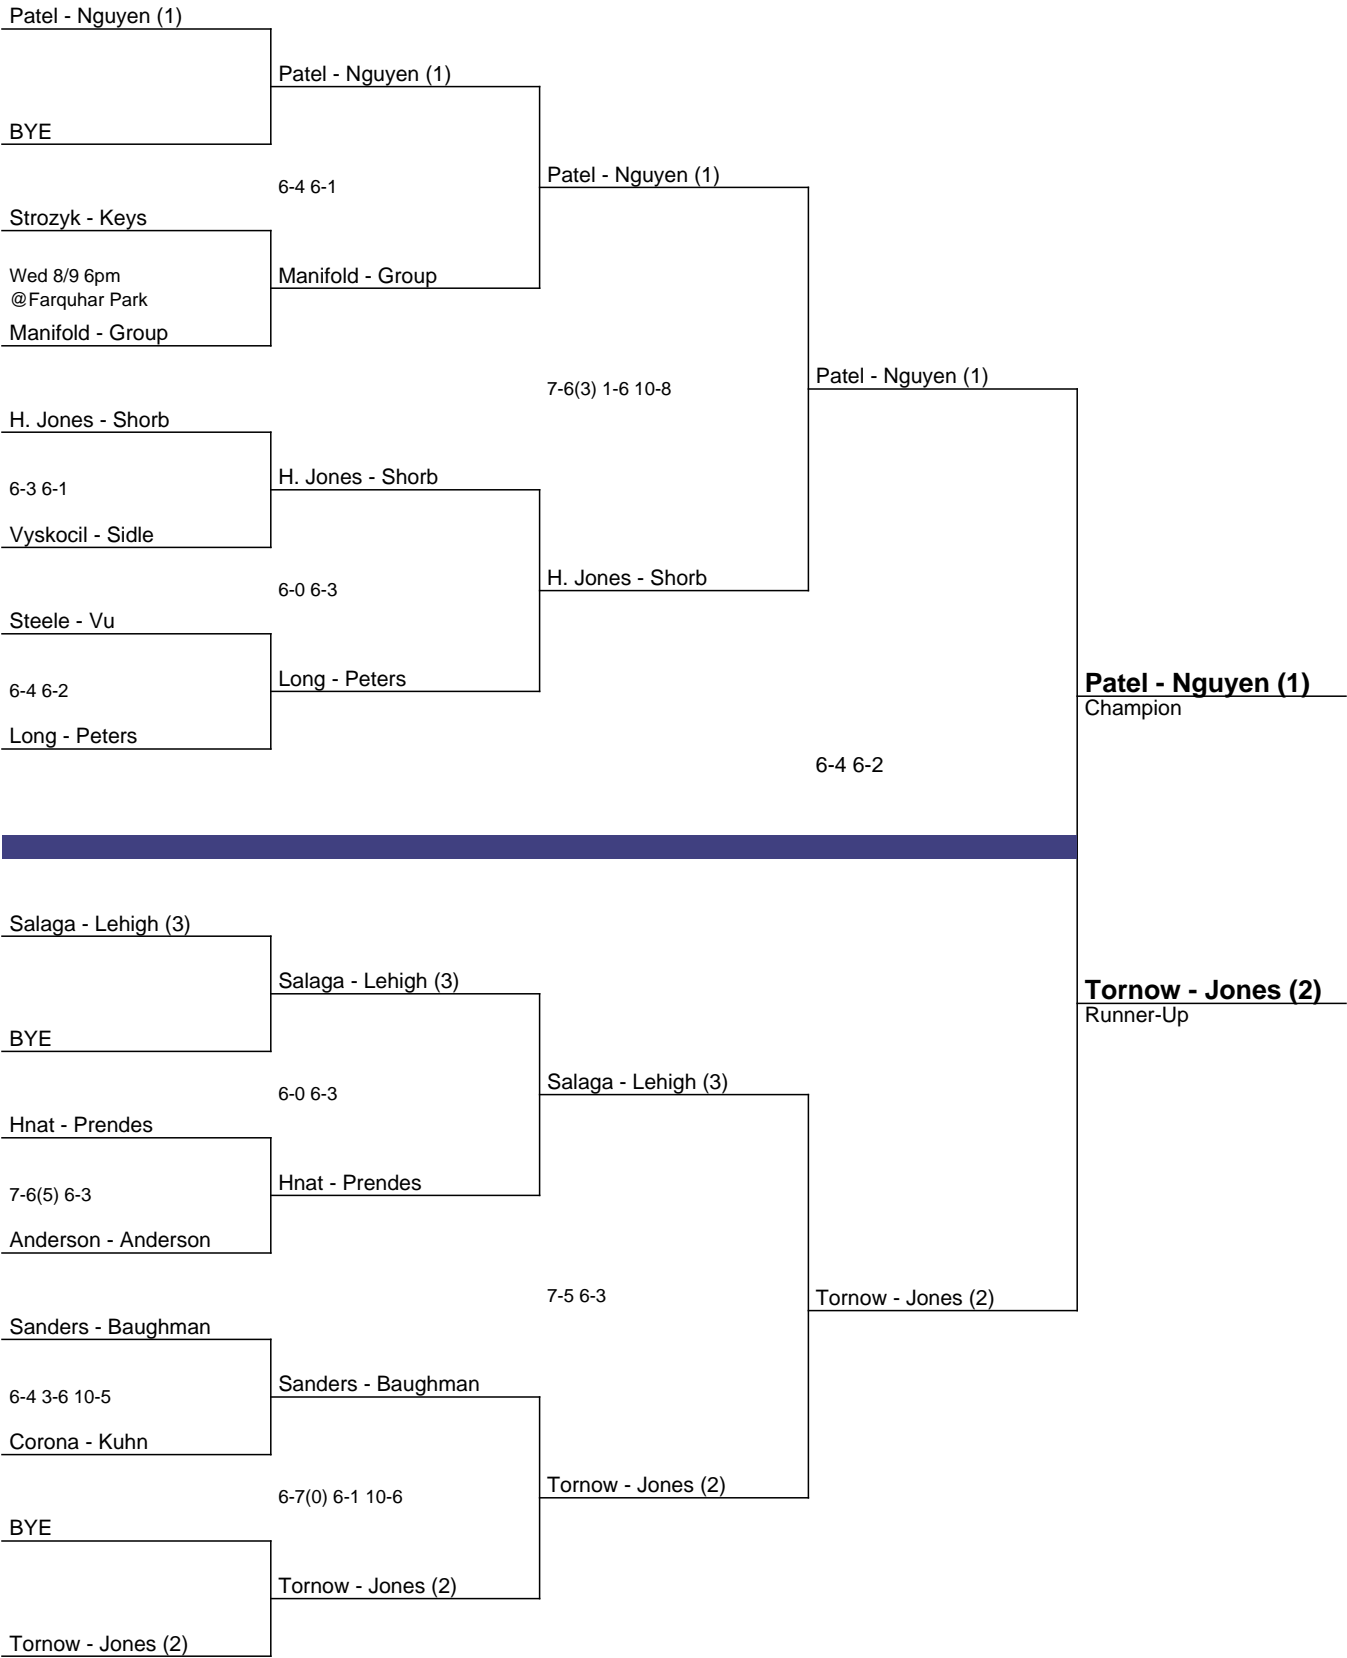 Patel - Nguyen (1)
Patel - Nguyen (1)
BYE
Patel - Nguyen (1)
6-4 6-1
Strozyk - Keys
Wed 8/9 6pm
@Farquhar Park
Manifold - Group
Manifold - Group
Patel - Nguyen (1)
7-6(3) 1-6 10-8
H. Jones - Shorb
H. Jones - Shorb
6-3 6-1
Vyskocil - Sidle
H. Jones - Shorb
6-0 6-3
Steele - Vu
Long - Peters
6-4 6-2
Long - Peters
Patel - Nguyen (1)
Champion
6-4 6-2
Salaga - Lehigh (3)
Salaga - Lehigh (3)
BYE
Tornow - Jones (2)
Runner-Up
Salaga - Lehigh (3)
6-0 6-3
Hnat - Prendes
Hnat - Prendes
7-6(5) 6-3
Anderson - Anderson
7-5 6-3
Tornow - Jones (2)
Sanders - Baughman
Sanders - Baughman
6-4 3-6 10-5
Corona - Kuhn
Tornow - Jones (2)
6-7(0) 6-1 10-6
BYE
Tornow - Jones (2)
Tornow - Jones (2)